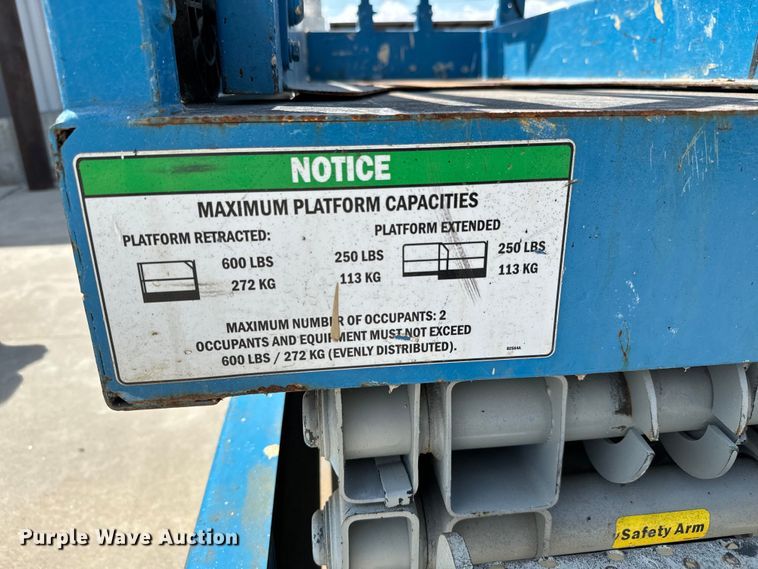 NOTICE
MAXIMUM PLATFORM CAPACITIES
PLATFORM RETRACTED:
PLATFORM EXTENDED
600 LBS
272 KG
250 LBS
113 KG
250 LBS
113 KG
MAXIMUM NUMBER OF OCCUPANTS: 2
OCCUPANTS AND EQUIPMENT MUST NOT EXCEED
600 LBS / 272 KG (EVENLY DISTRIBUTED).
82544A
Safety Arm
Purple Wave Auction